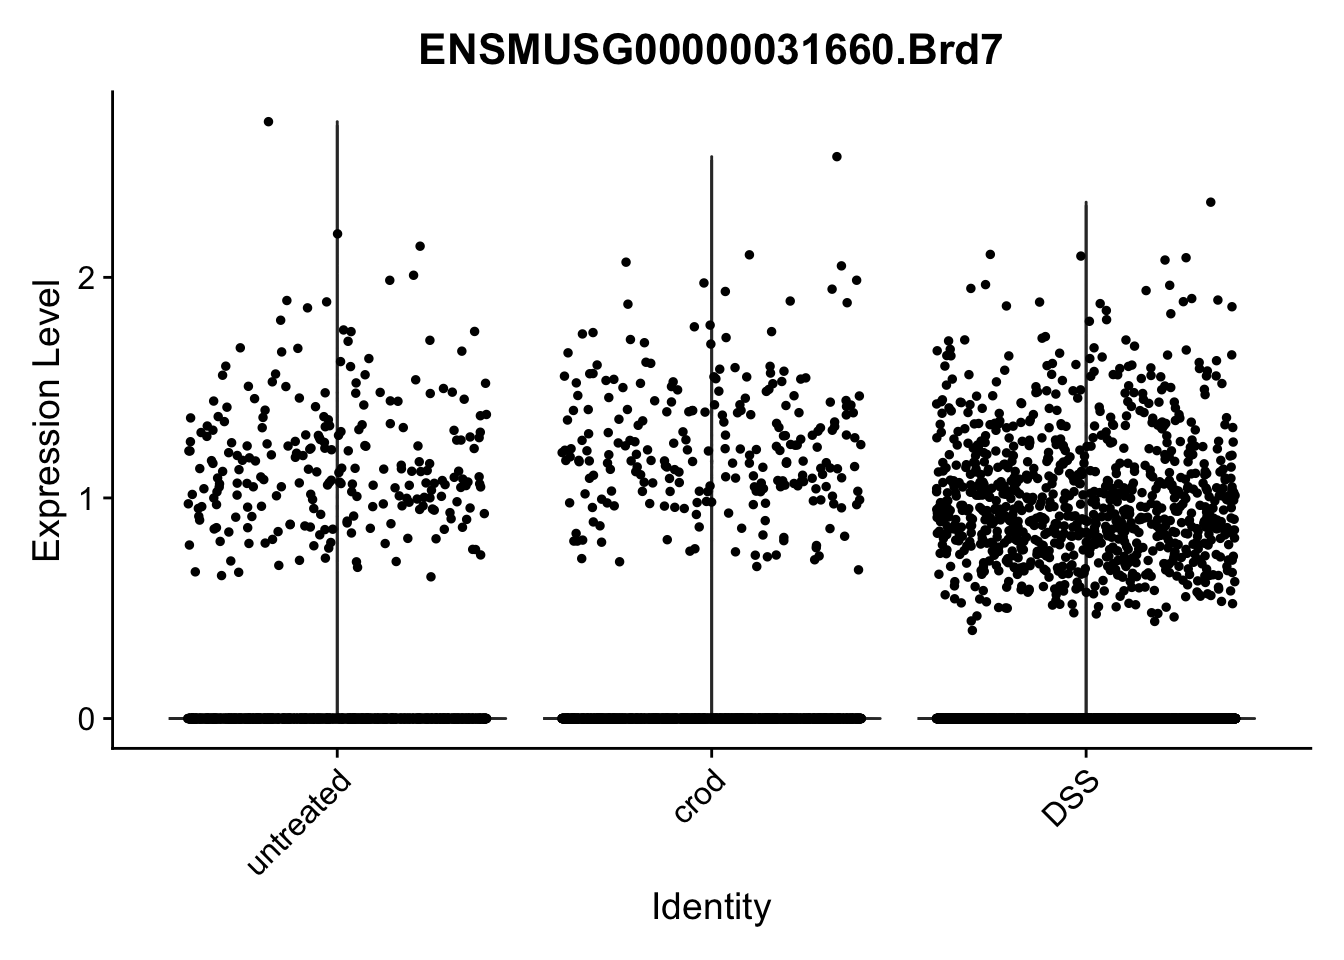 ENSMUSG00000031660.Brd7
Expression Level
2
1
0
untreated
crod
DSS
Identity